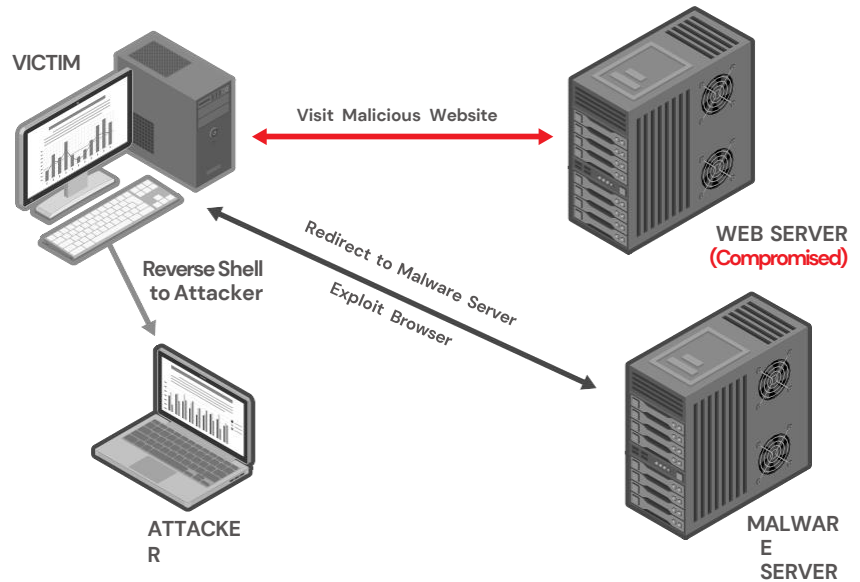 VICTIM
Visit Malicious Website
WEB SERVER
(Compromised)
Redirect to Malware Server
Exploit Browser
Reverse Shell
to Attacker
ATTACKE
R
MALWAR
E
SERVER